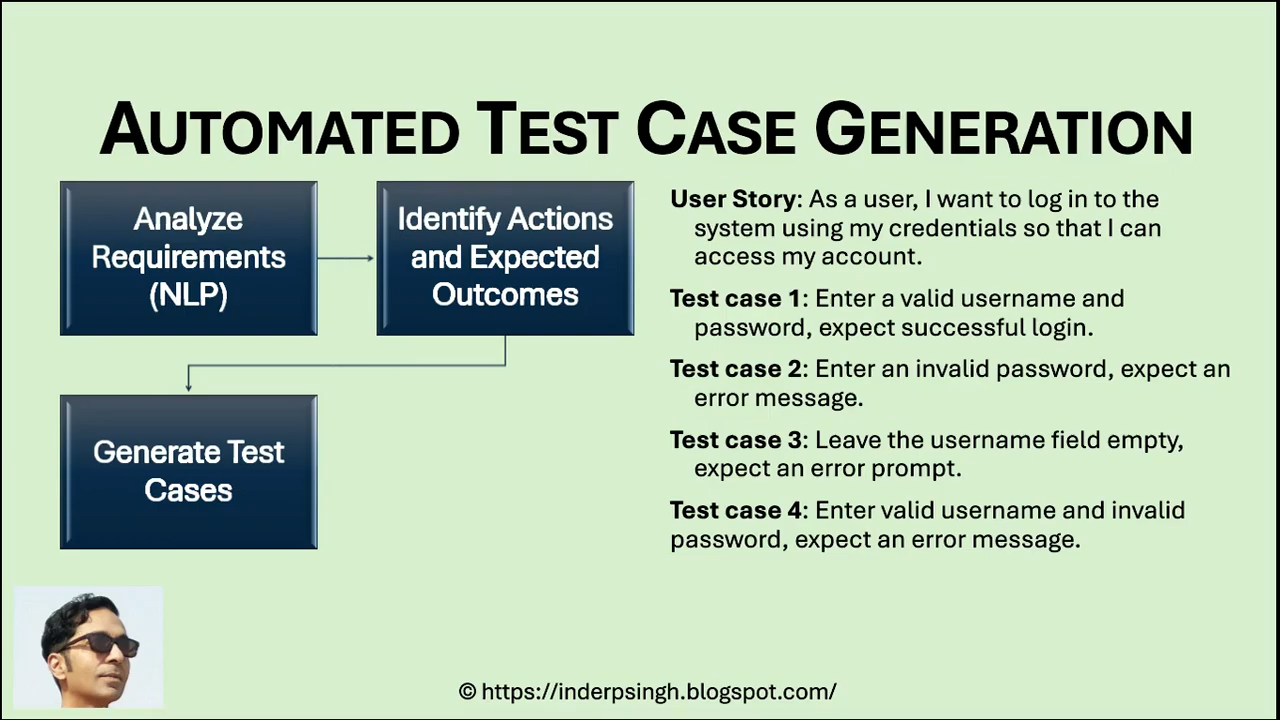 AUTOMATED TEST CASE GENERATION
Analyze
Requirements
(NLP)
Identify Actions
and Expected
Outcomes
Generate Test
Cases
User Story: As a user, I want to log in to the
system using my credentials so that I can
access my account.
Test case 1: Enter a valid username and
password, expect successful login.
Test case 2: Enter an invalid password, expect an
error message.
Test case 3: Leave the username field empty,
expect an error prompt.
Test case 4: Enter valid username and invalid
password, expect an error message.
© https://inderpsingh.blogspot.com/